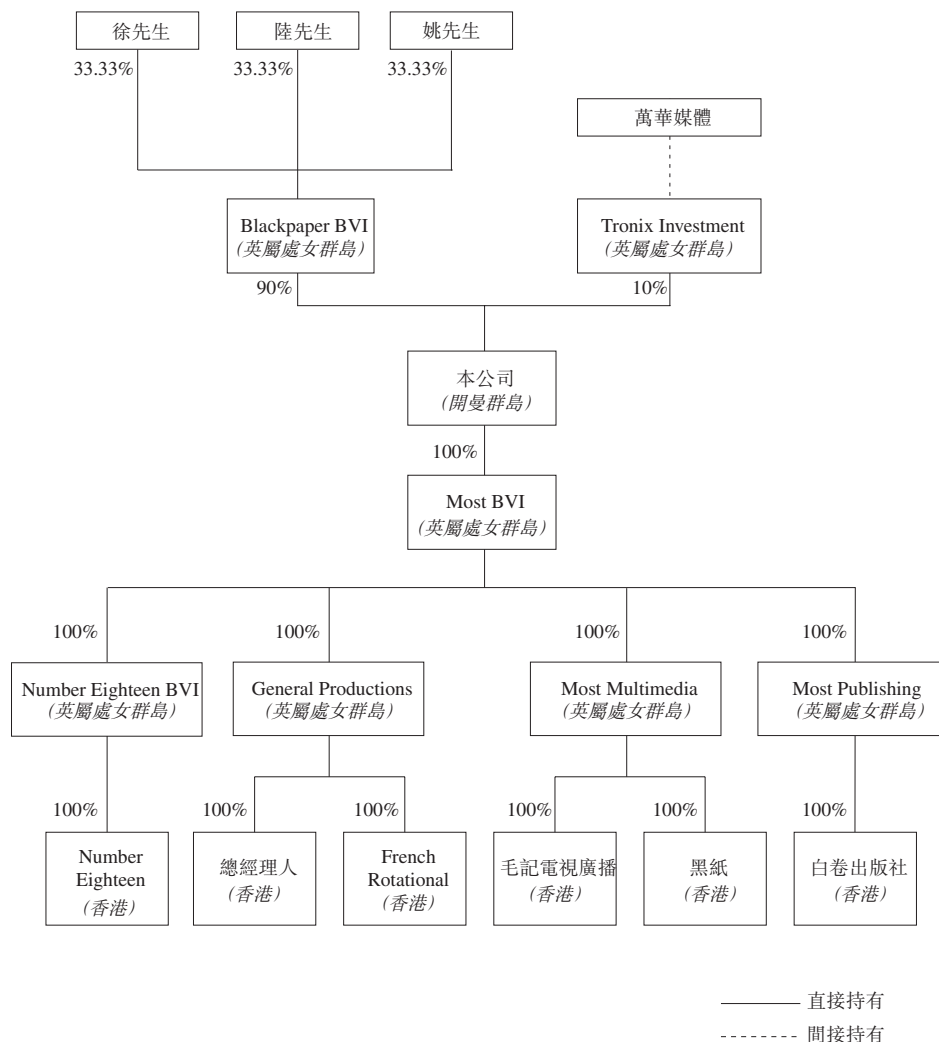 徐先生
陸先生
姚先生
33.33%
33.33%
33.33%
萬華媒體
Blackpaper BVI
(英屬處女群島)
Tronix Investment
(英屬處女群島)
90%
10%
本公司
(開曼群島)
100%
Most BVI
(英屬處女群島)
100%
100%
100%
100%
Number Eighteen BVI
(英屬處女群島)
General Productions
(英屬處女群島)
Most Multimedia
(英屬處女群島)
Most Publishing
(英屬處女群島)
100%
100%
100%
100%
100%
100%
Number
Eighteen
(香港)
總經理人
(香港)
French
Rotational
(香港)
毛記電視廣播
(香港)
黑紙
(香港)
白卷出版社
(香港)
直接持有
間接持有